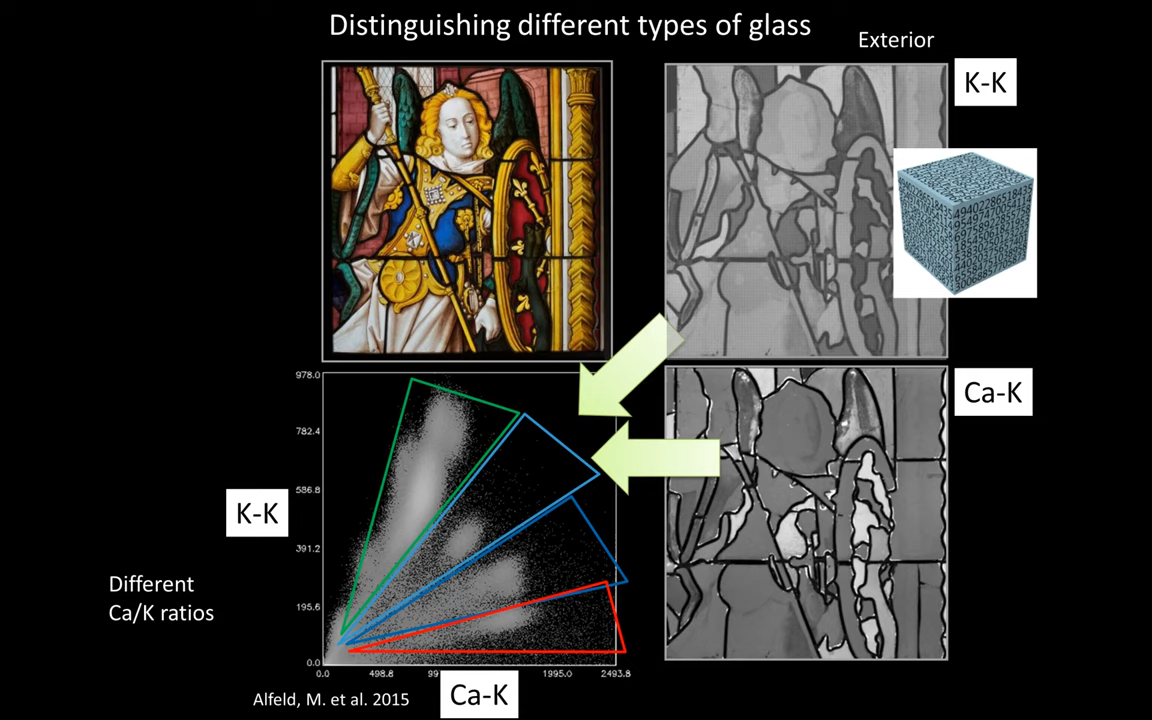 Distinguishing different types of glass
Exterior
K-K
Ca-K
978.0
782.4
586.8
391.2
195.6
0.0
K-K
Different
Ca/K ratios
0.0
498.8
99
1995.0
2493.8
Ca-K
Alfeld, M. et al. 2015